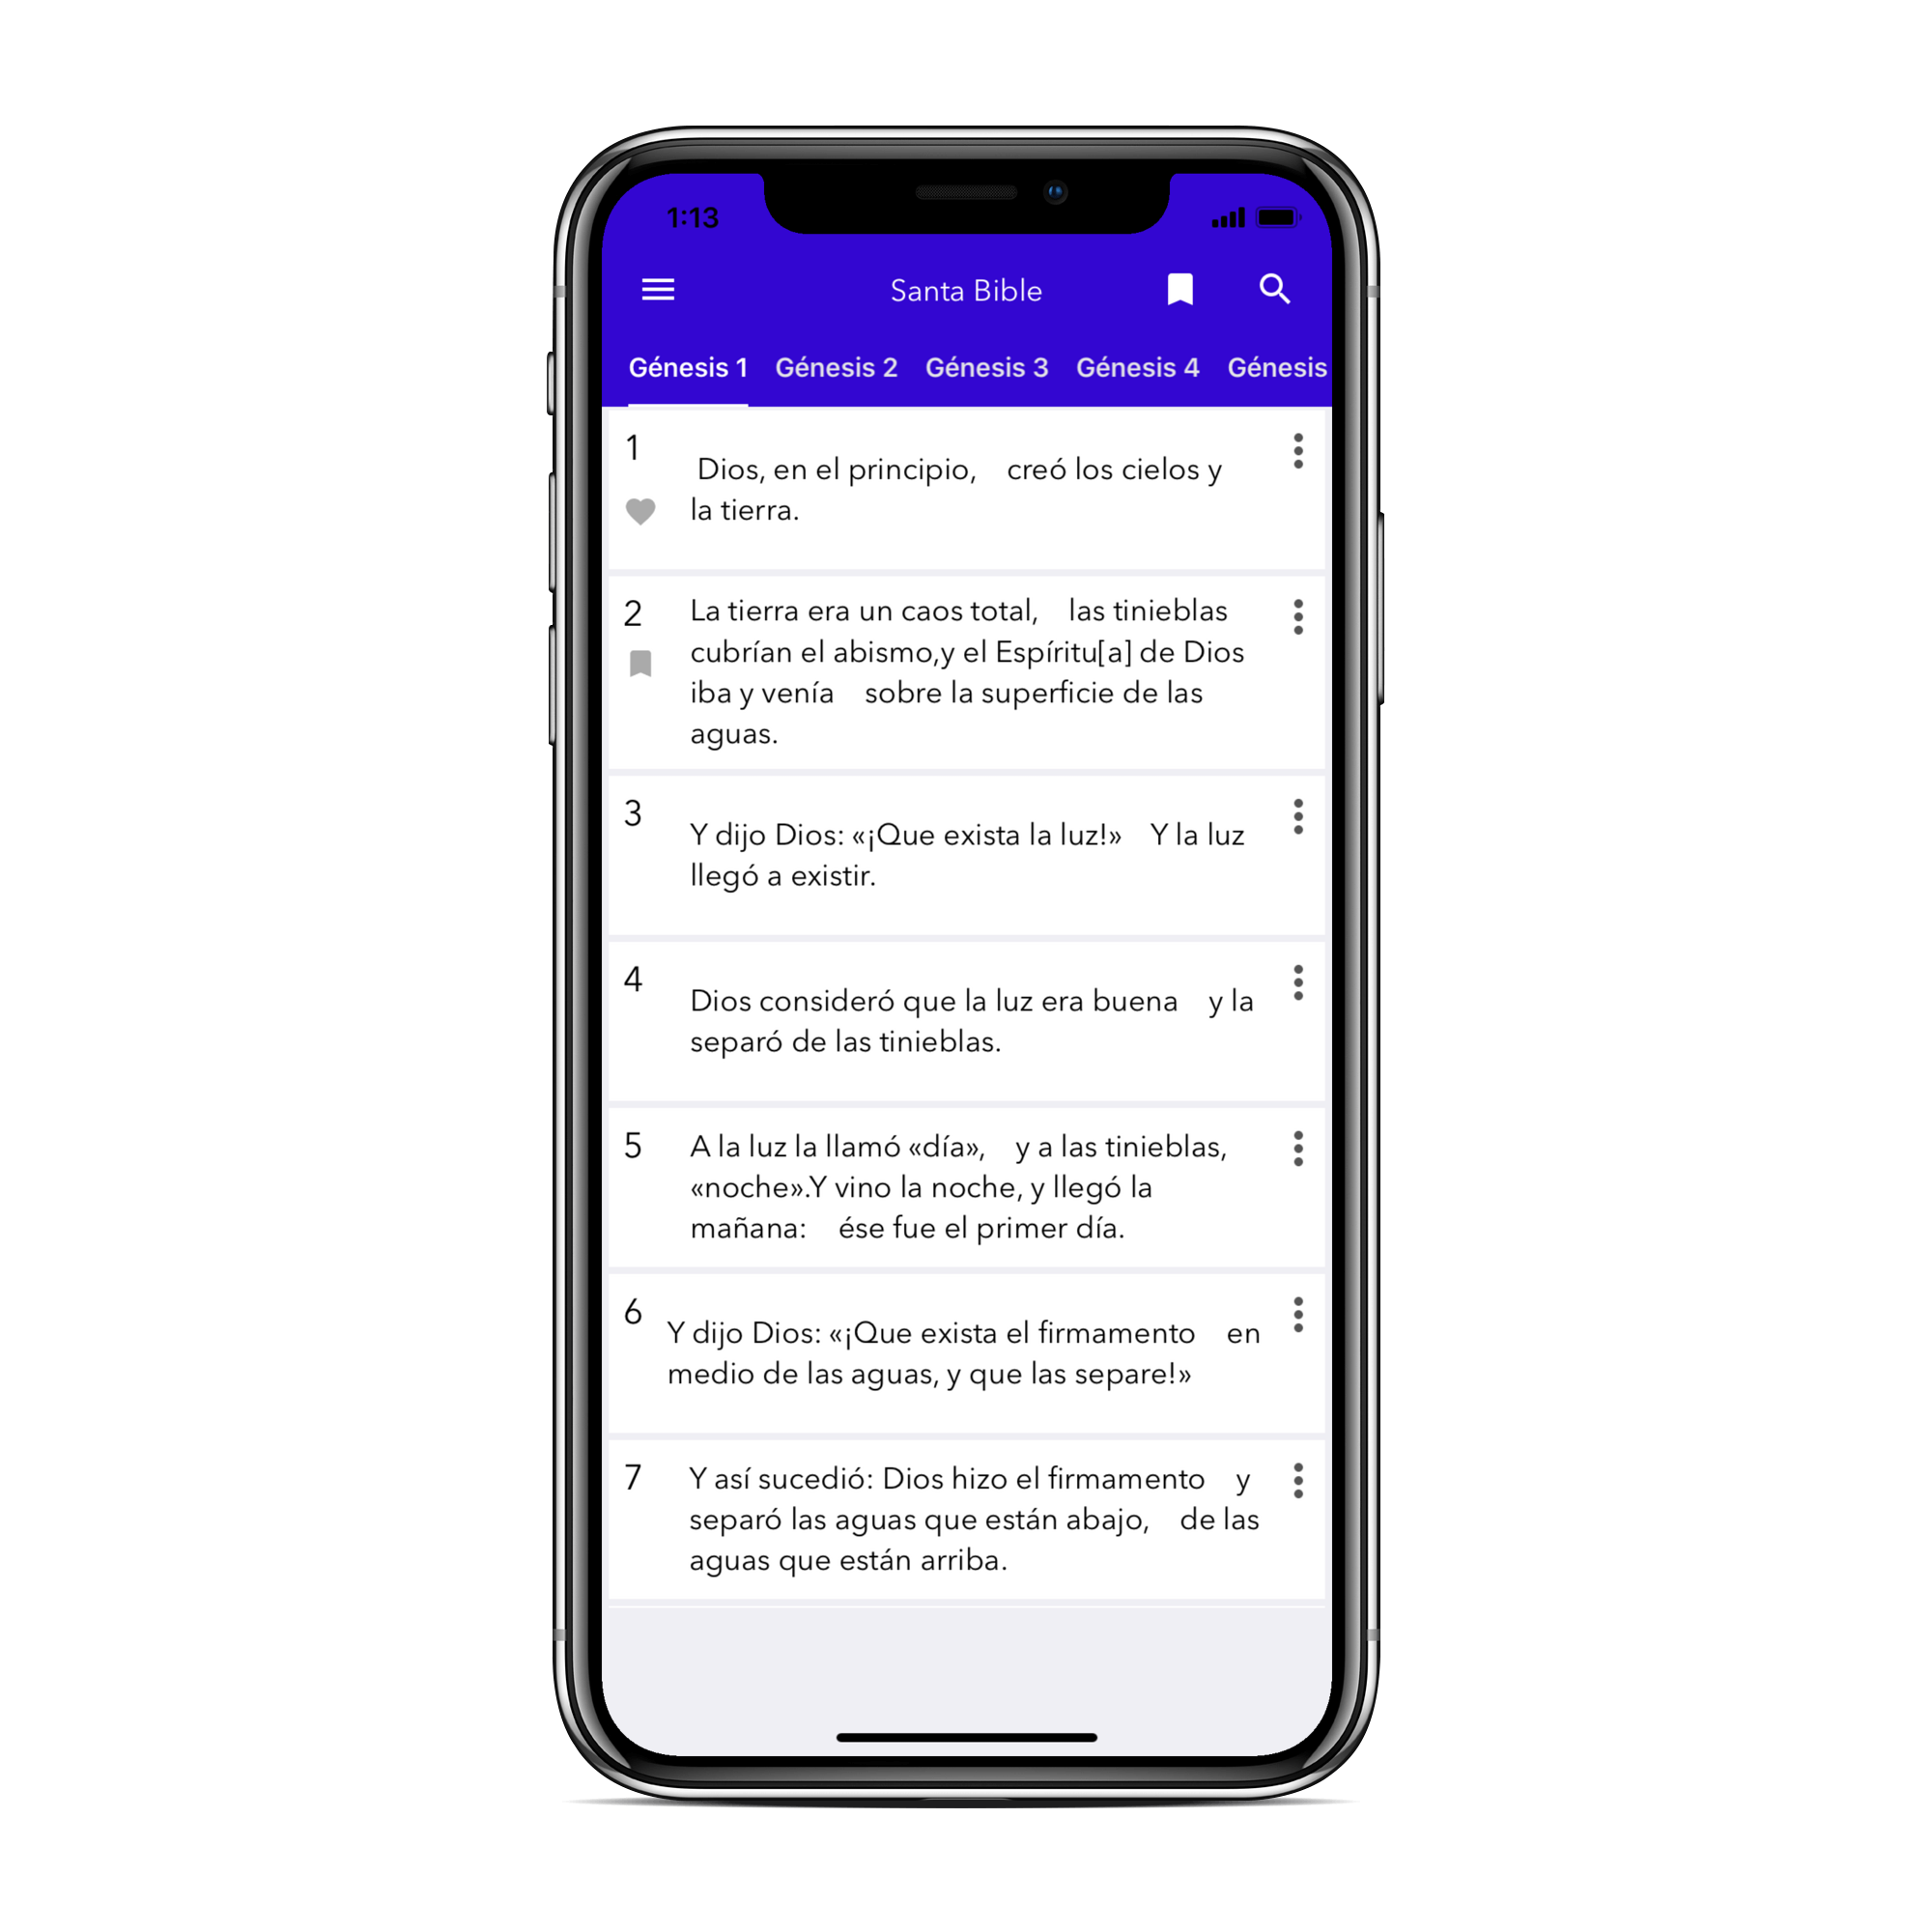 1:13
Santa Bible
Génesis 1 Génesis 2 Génesis 3 Génesis 4 Génesis
1
Dios, en el principio, creó los cielos y
la tierra.
2
La tierra era un caos total, las tinieblas
cubrían el abismo,y el Espíritu[a] de Dios
iba y venía sobre la superficie de las
aguas.
3
Y dijo Dios: «¡Que exista la luz!» Y la luz
llegó a existir.
4
Dios consideró que la luz era buena y la
separó de las tinieblas.
5
A la luz la llamó «día», y a las tinieblas,
«noche».Y vino la noche, y llegó la
mañana: ése fue el primer día.
6
Y dijo Dios: «¡Que exista el firmamento en
medio de las aguas, y que las separe!»
7
Y así sucedió: Dios hizo el firmamento y
separó las aguas que están abajo, de las
aguas que están arriba.